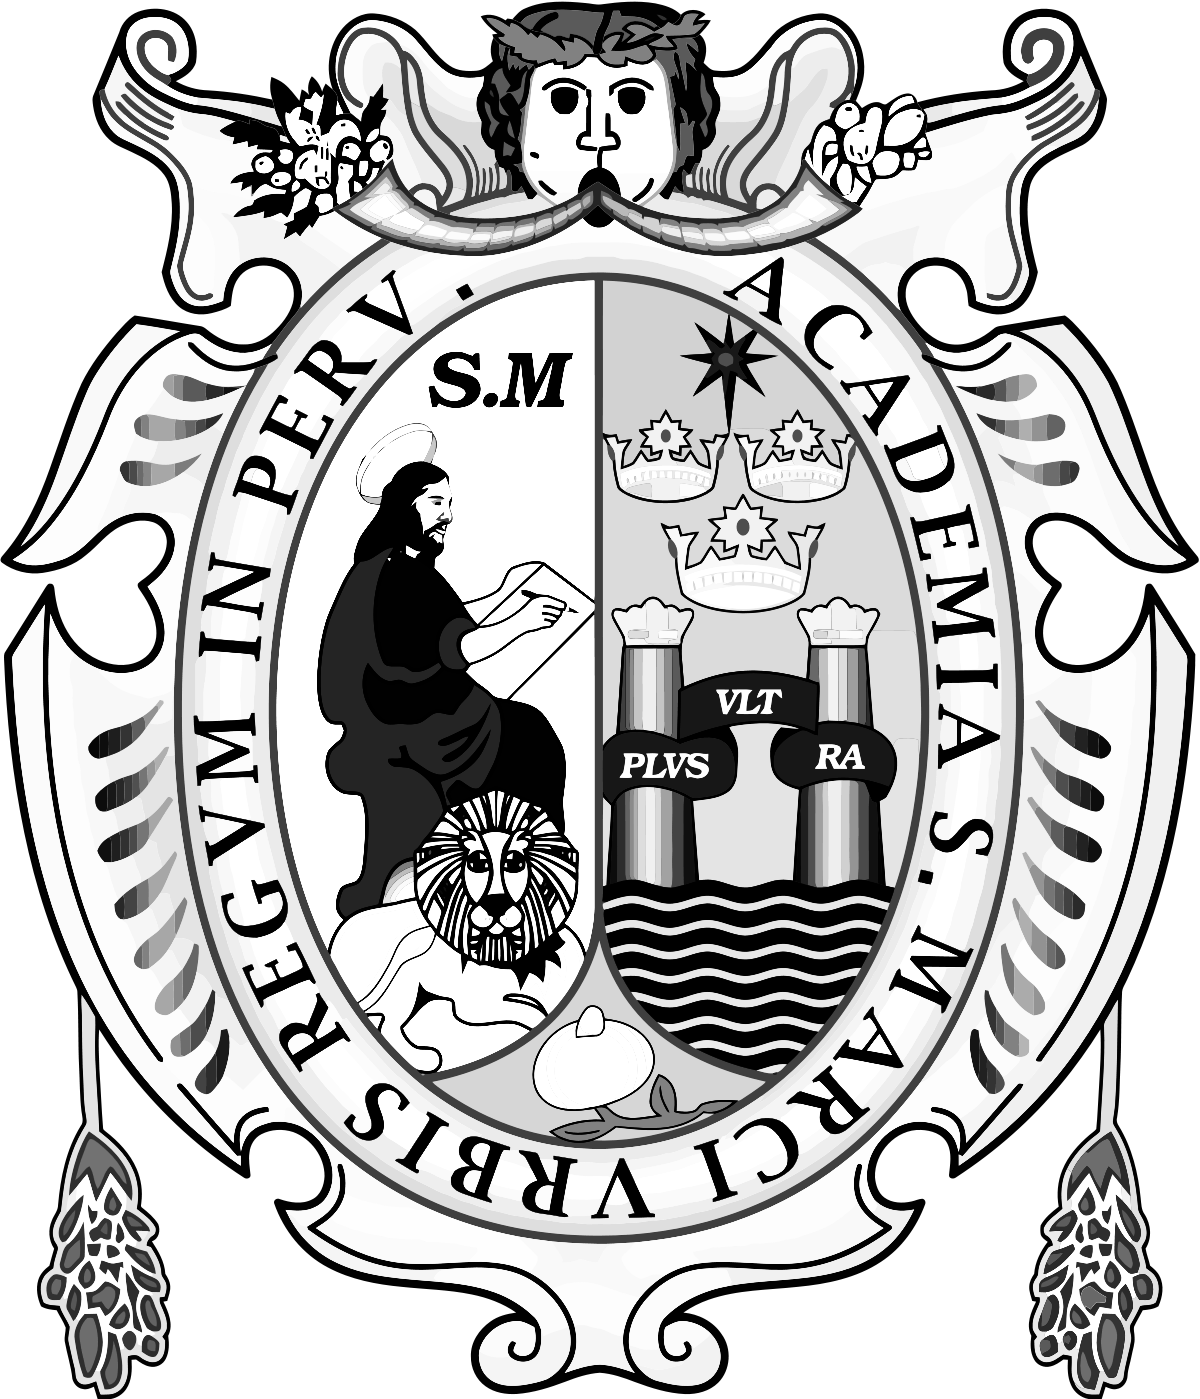 ACADEMIA S. MARCI VRBIS REGVM IN PERV .
S.M
VLT
PLVS
RA